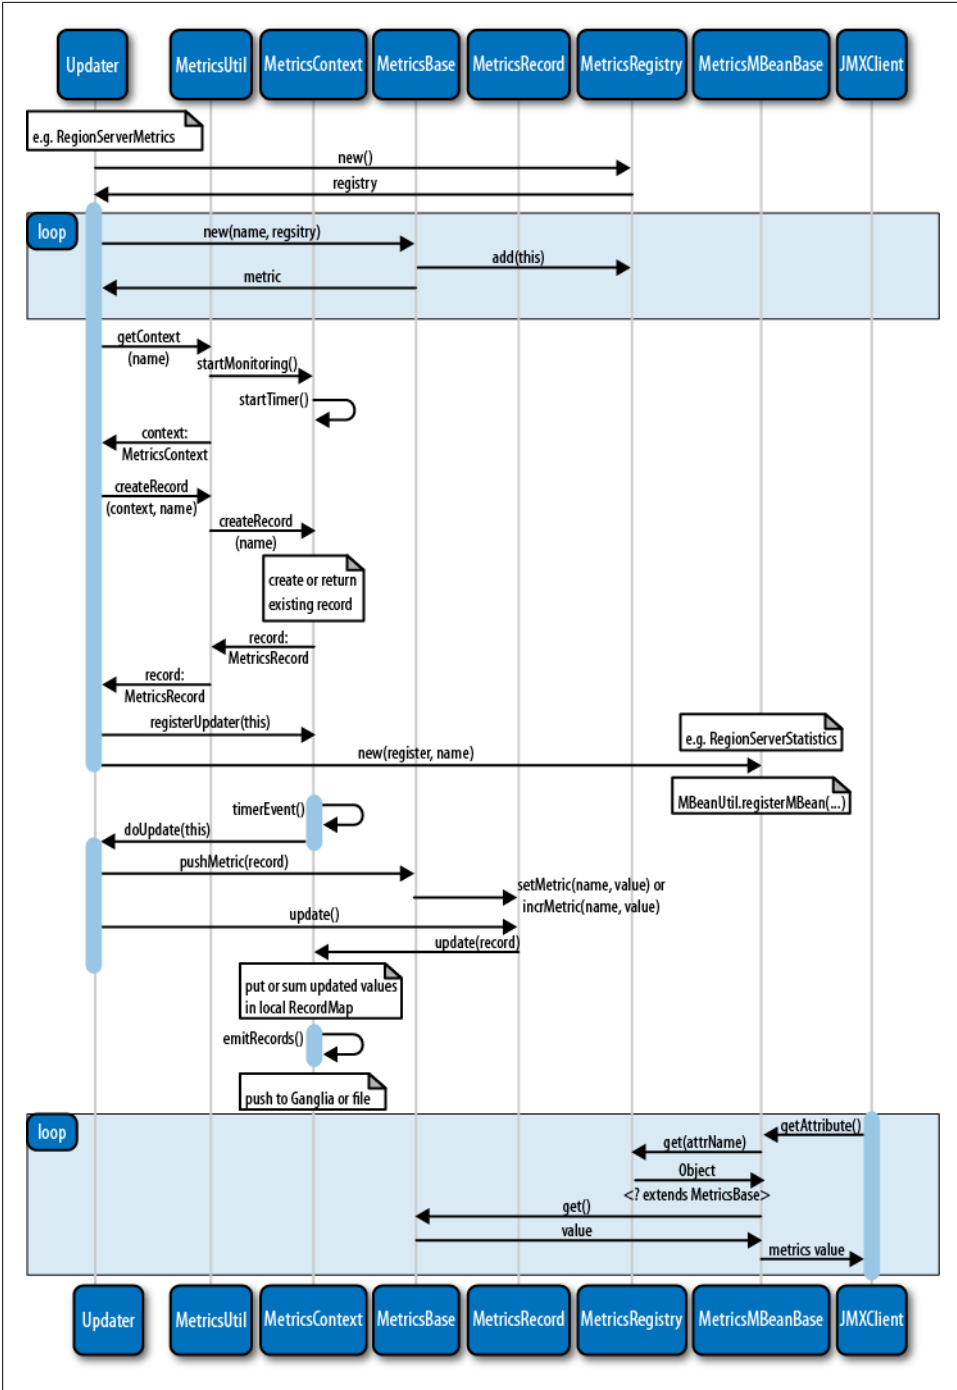 Updater
MetricsUtil
MetricsContext
MetricsBase
MetricsRecord
MetricsRegistry
MetricsMBeanBase
JMXClient
e.g. RegionServerMetrics
new()
registry
loop
new(name, regsitry)
add(this)
metric
getContext
(name)
startMonitoring()
startTimer()
context:
MetricsContext
createRecord
(context, name)
createRecord
(name)
create or return
existing record
record:
MetricsRecord
record:
MetricsRecord
registerUpdater(this)
e.g. RegionServerStatistics
new(register, name)
MBeanUtil.registerMBean(...)
timerEvent()
doUpdate(this)
pushMetric(record)
setMetric(name, value) or
incrMetric(name, value)
update()
update(record)
put or sum updated values
in local RecordMap
emitRecords()
push to Ganglia or file
loop
getAttribute()
get(attrName)
Object
<? extends MetricsBase>
get()
value
metrics value
Updater
MetricsUtil
MetricsContext
MetricsBase
MetricsRecord
MetricsRegistry
MetricsMBeanBase
JMXClient